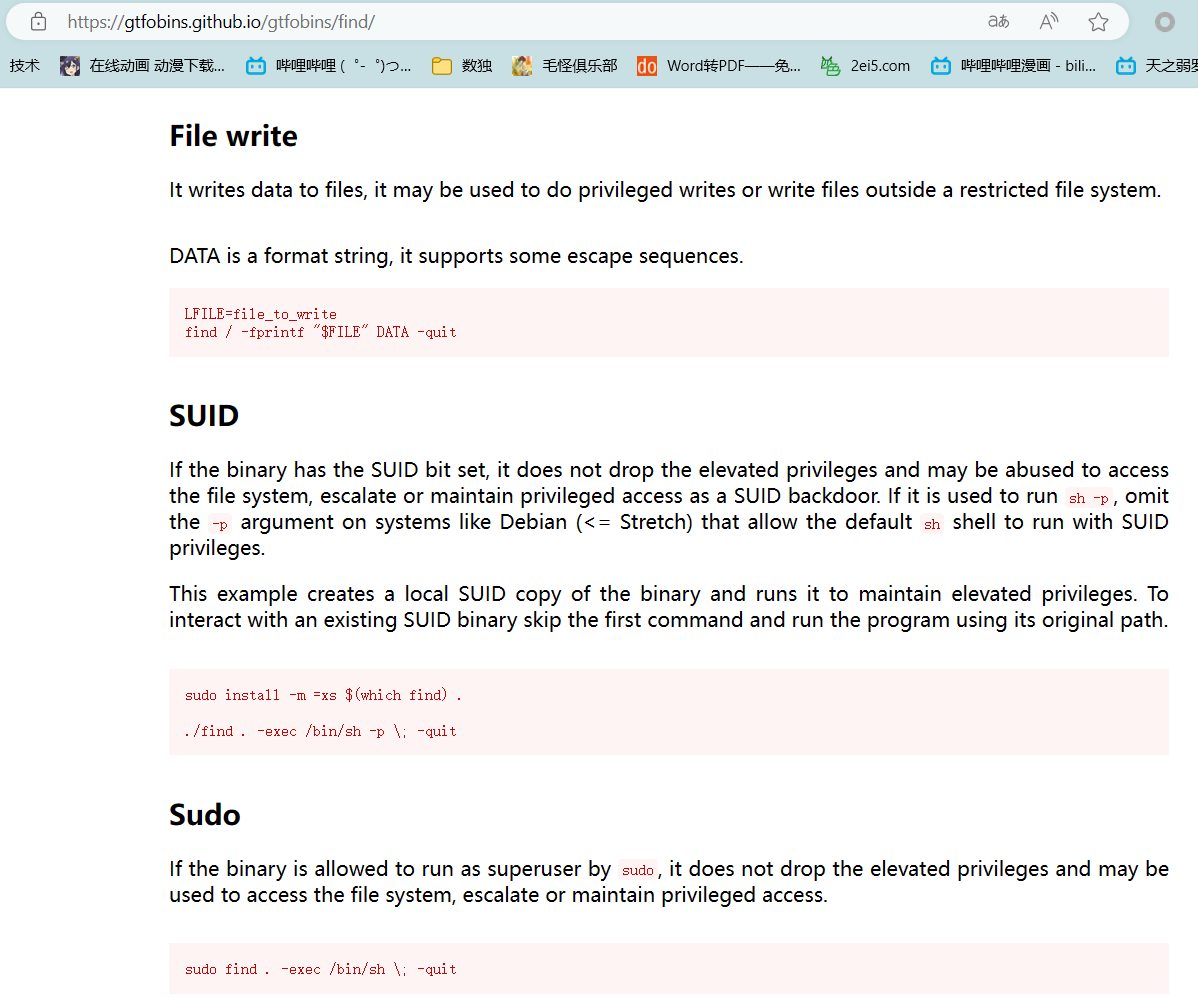 https://gtfobins.github.io/gtfobins/find/
技术 在线动画 动漫下载... 哔哩哔哩 ( ゜- ゜)つ... 数独 毛怪俱乐部 do Word转PDF——免... 2ei5.com 哔哩哔哩漫画 - bili... 天之弱罗
File write
It writes data to files, it may be used to do privileged writes or write files outside a restricted file system.
DATA is a format string, it supports some escape sequences.
LFILE=file_to_write
find / -fprintf "$FILE" DATA -quit
SUID
If the binary has the SUID bit set, it does not drop the elevated privileges and may be abused to access
the file system, escalate or maintain privileged access as a SUID backdoor. If it is used to run sh -p, omit
the -p argument on systems like Debian (<= Stretch) that allow the default sh shell to run with SUID
privileges.
This example creates a local SUID copy of the binary and runs it to maintain elevated privileges. To
interact with an existing SUID binary skip the first command and run the program using its original path.
sudo install -m =xs $(which find) .
./find . -exec /bin/sh -p \; -quit
Sudo
If the binary is allowed to run as superuser by sudo, it does not drop the elevated privileges and may be
used to access the file system, escalate or maintain privileged access.
sudo find . -exec /bin/sh \; -quit